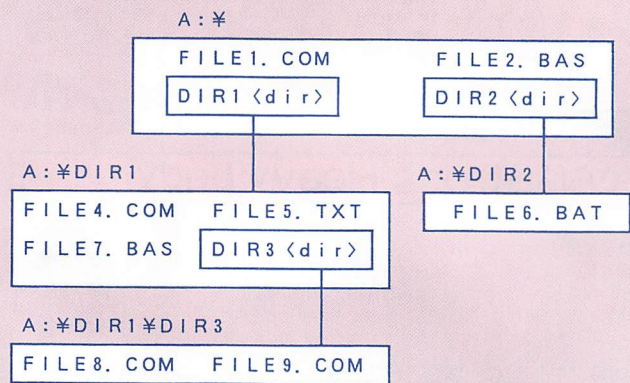 A:¥
FILE1. COM FILE2. BAS
DIR1〈dir〉 DIR2〈dir〉
A:¥DIR1 A:¥DIR2
FILE4. COM FILE5. TXT FILE6. BAT
FILE7. BAS DIR3〈dir〉
A:¥DIR1¥DIR3
FILE8. COM FILE9. COM